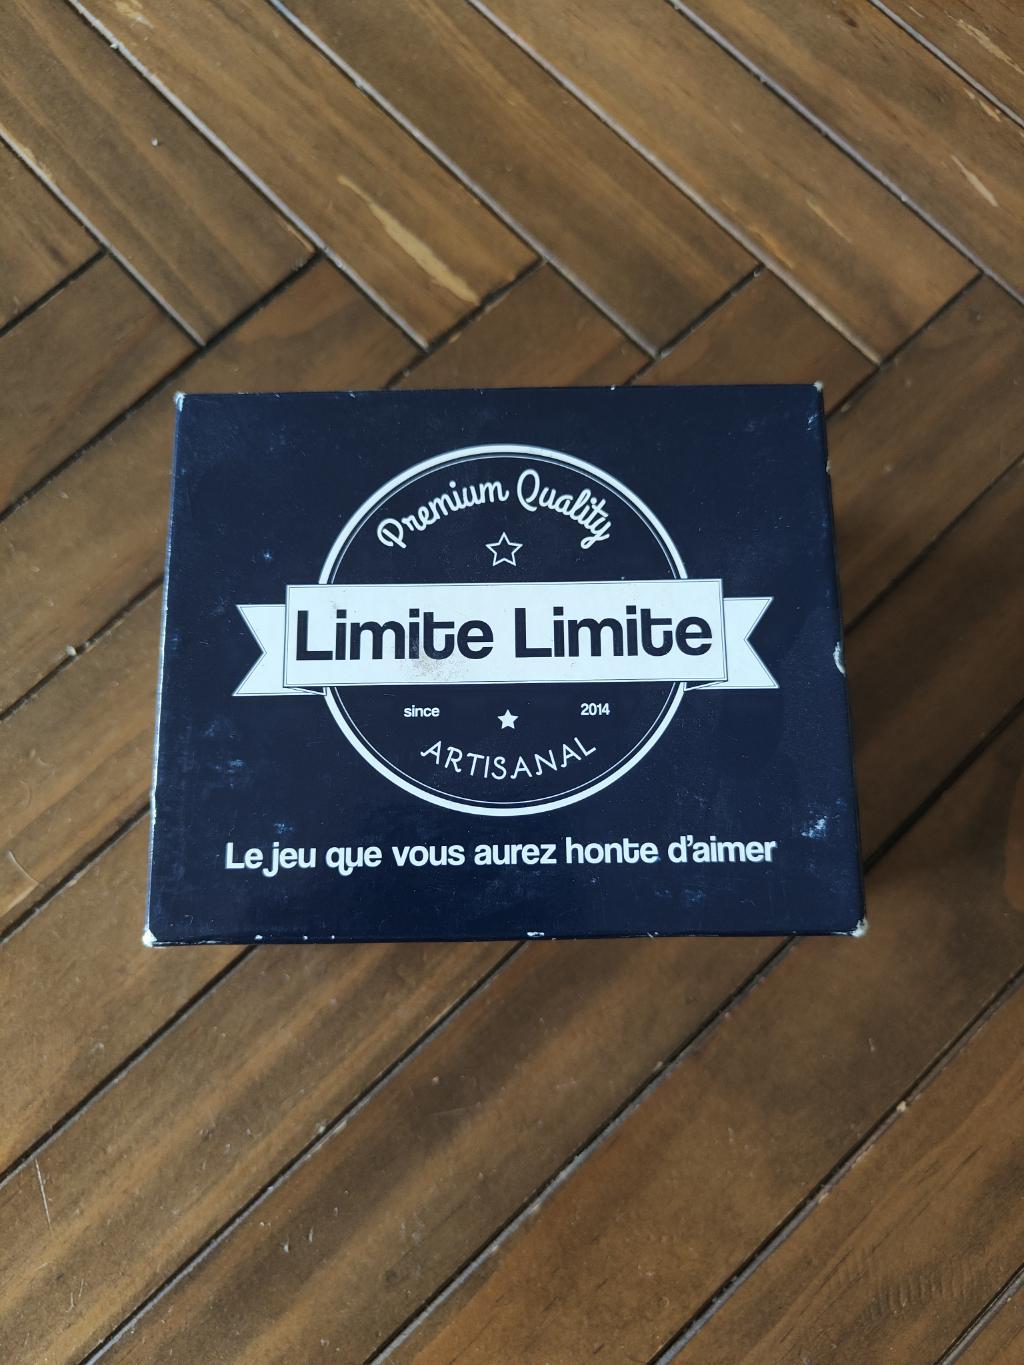 Premium Quality
Limite Limite
since 2014
ARTISANAL
Le jeu que vous aurez honte d'aimer